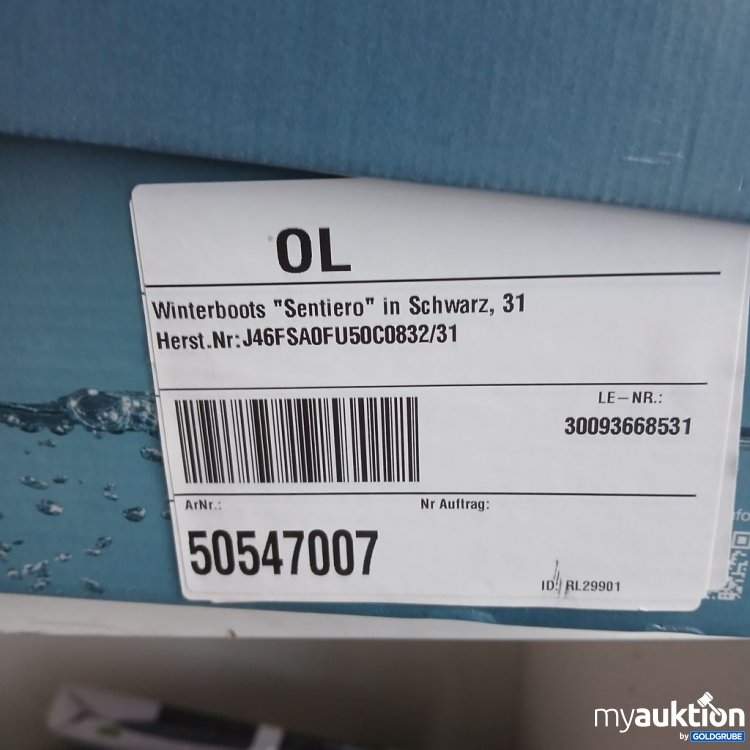 OL
Winterboots "Sentiero" in Schwarz, 31
Herst.Nr:J46FSA0FU50C0832/31
LE-NR.:
30093668531
ArNr.:
Nr Auftrag:
50547007
ID: RL29901
myauktion
by GOLDGRUBE